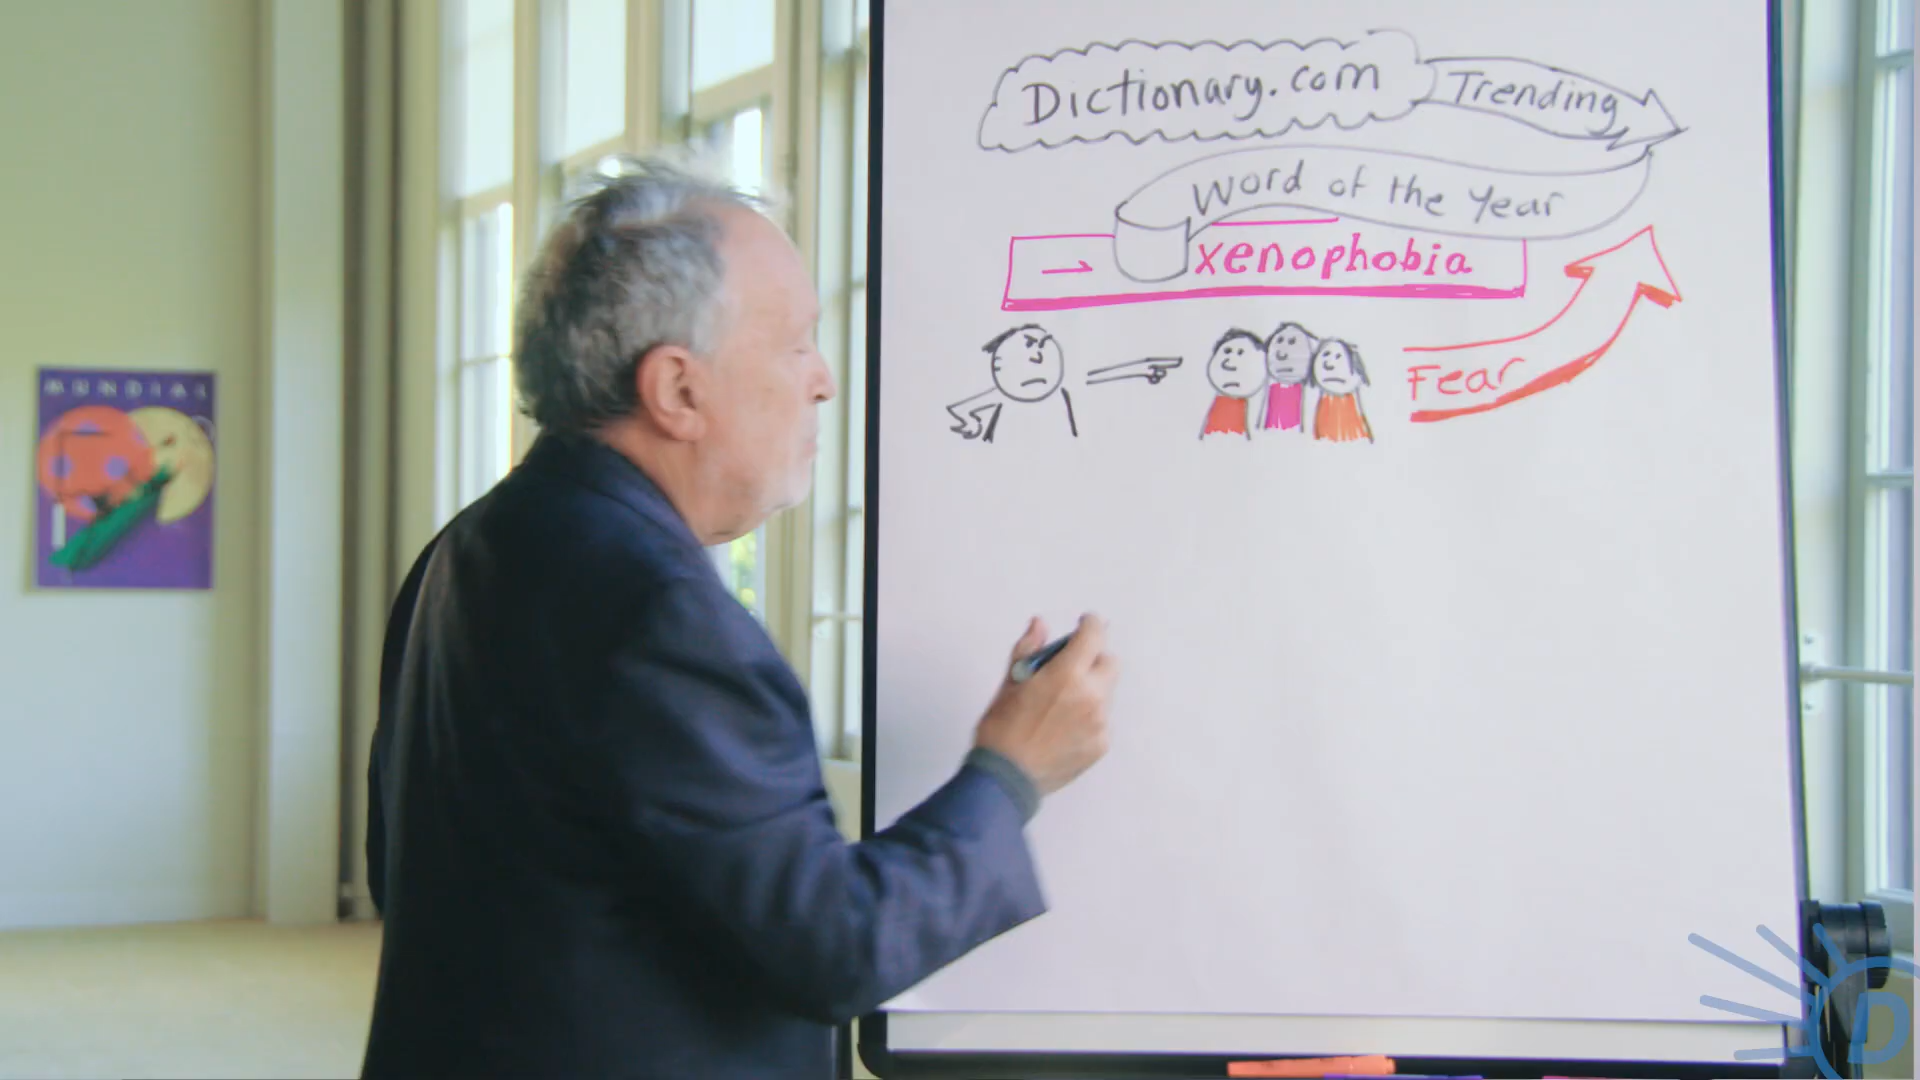 Dictionary.com Trending
Word of the Year
xenophobia
Fear
MUNDIAL
D